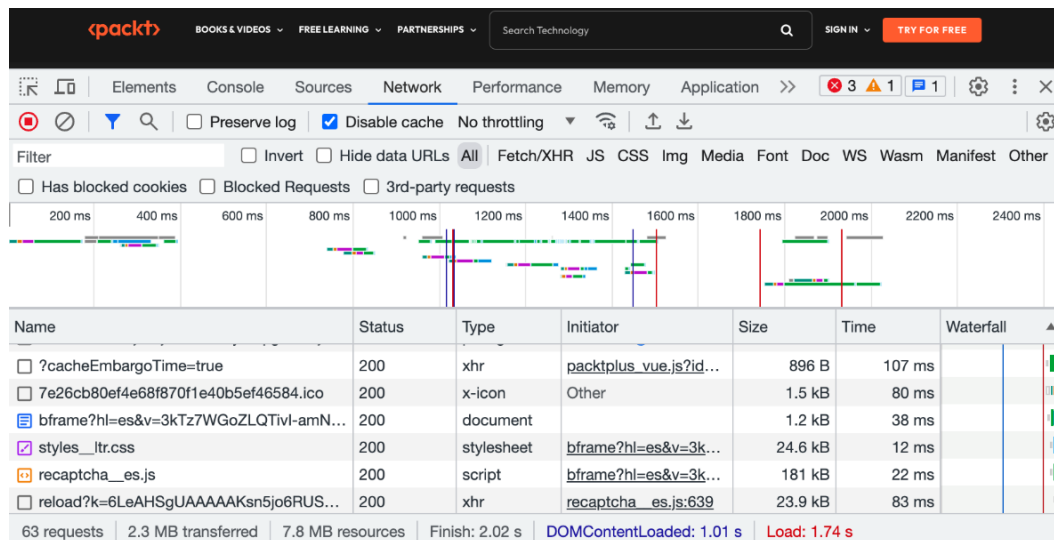 <packt> BOOKS & VIDEOS FREE LEARNING PARTNERSHIPS Search Technology SIGN IN TRY FOR FREE
Elements Console Sources Network Performance Memory Application >> 3 1 1
Preserve log Disable cache No throttling
Filter Invert Hide data URLs All Fetch/XHR JS CSS Img Media Font Doc WS Wasm Manifest Other
Has blocked cookies Blocked Requests 3rd-party requests
200 ms 400 ms 600 ms 800 ms 1000 ms 1200 ms 1400 ms 1600 ms 1800 ms 2000 ms 2200 ms 2400 ms
Name Status Type Initiator Size Time Waterfall
?cacheEmbargoTime=true 200 xhr packtplus_vue.js?id... 896 B 107 ms
7e26cb80ef4e68f870f1e40b5ef46584.ico 200 x-icon Other 1.5 kB 80 ms
bframe?hl=es&v=3kTz7WGoZLQTivI-amN... 200 document 1.2 kB 38 ms
styles__ltr.css 200 stylesheet bframe?hl=es&v=3k... 24.6 kB 12 ms
recaptcha__es.js 200 script bframe?hl=es&v=3k... 181 kB 22 ms
reload?k=6LeAHSgUAAAAAKsn5jo6RUS... 200 xhr recaptcha__es.js:639 23.9 kB 83 ms
63 requests 2.3 MB transferred 7.8 MB resources Finish: 2.02 s DOMContentLoaded: 1.01 s Load: 1.74 s